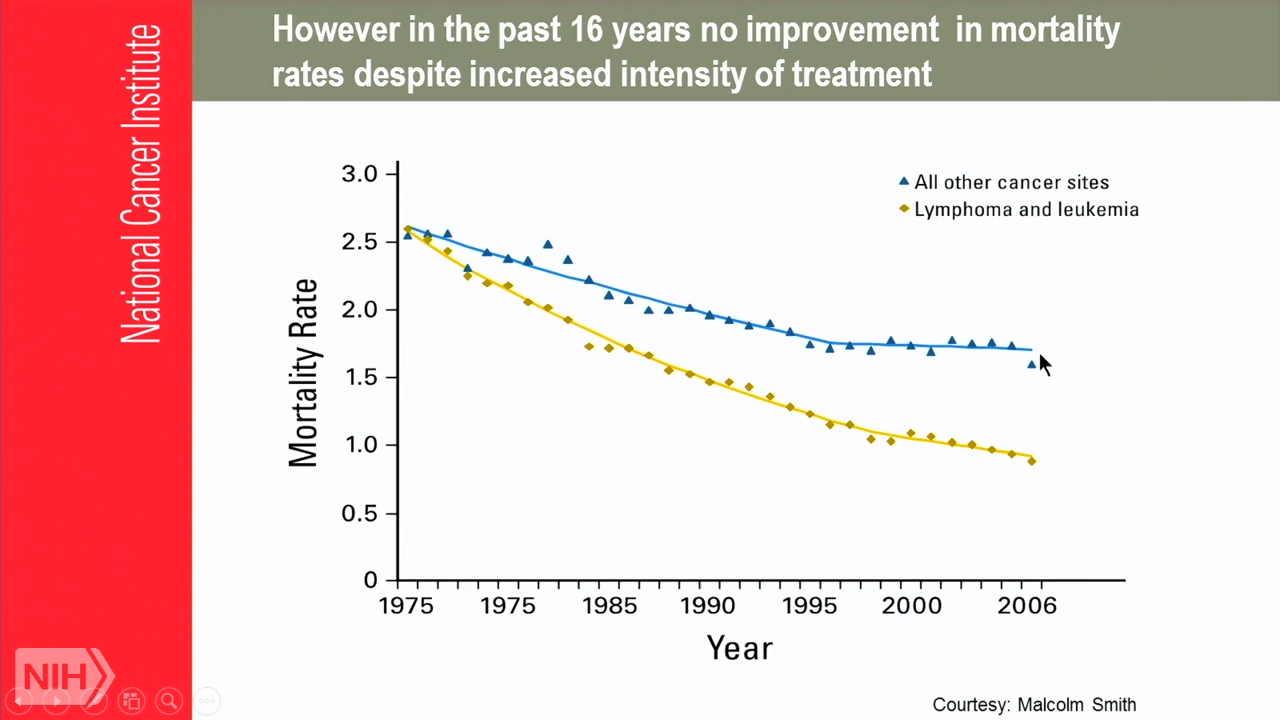 However in the past 16 years no improvement in mortality
rates despite increased intensity of treatment
National Cancer Institute
All other cancer sites
Lymphoma and leukemia
3.0
2.5
2.0
1.5
1.0
0.5
0
Mortality Rate
1975 1975 1985 1990 1995 2000 2006
Year
NIH
Courtesy: Malcolm Smith